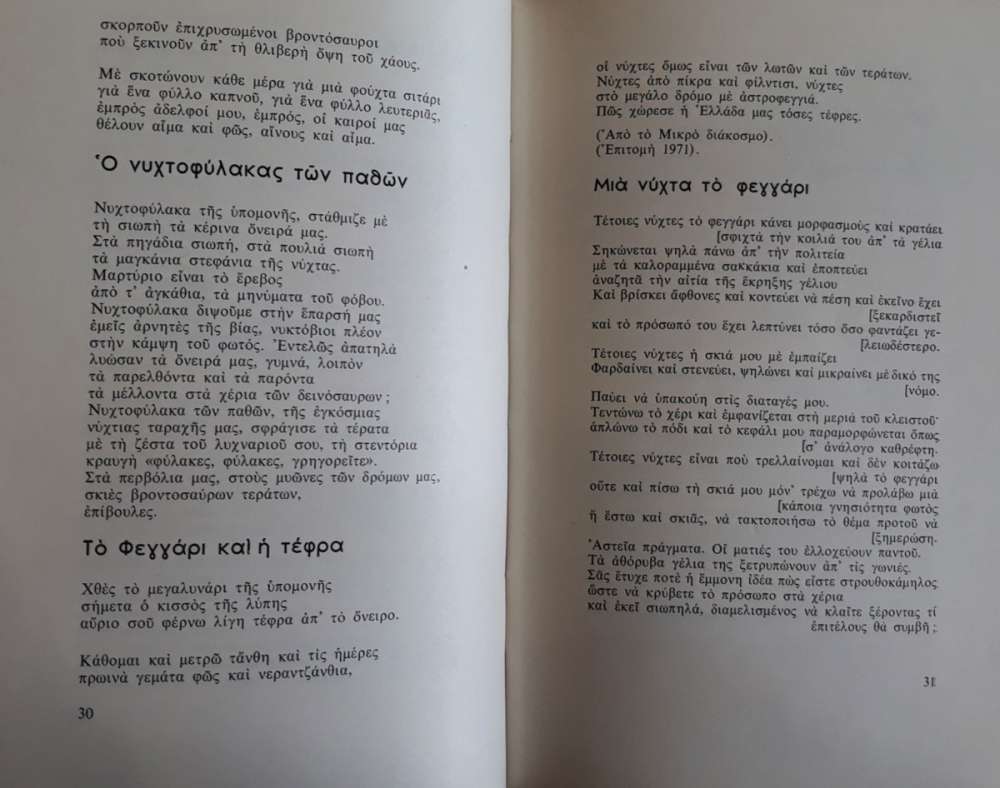 σκορποῦν ἐπιχρυσωμένοι βροντόσαυροι
ποὺ ξεκινοῦν ἀπ' τὴ θλιβερὴ ὄψη τοῦ χάους.
Μὲ σκοτώνουν κάθε μέρα γιὰ μιὰ φούχτα σιτάρι
γιὰ ἕνα φύλλο καπνοῦ, γιὰ ἕνα φύλλο λευτεριᾶς,
ἐμπρὸς ἀδελφοί μου, ἐμπρός, οἱ καιροί μας
θέλουν αἷμα καὶ φῶς, αἴνους καὶ αἷμα.
Ὁ νυχτοφύλακας τῶν παθῶν
Νυχτοφύλακα τῆς ὑπομονῆς, στάθμιζε μὲ
τὴ σιωπὴ τὰ κέρινα ὄνειρά μας.
Στὰ πηγάδια σιωπή, στὰ πουλιὰ σιωπὴ
τὰ μαγκάνια στεφάνια τῆς νύχτας.
Μαρτύριο εἶναι τὸ ἔρεβος
ἀπὸ τ' ἀγκάθια, τὰ μηνύματα τοῦ φόβου.
Νυχτοφύλακα διψοῦμε στὴν ἔπαρσή μας
ἐμεῖς ἀρνητὲς τῆς βίας, νυκτόβιοι πλέον
στὴν κάμψη τοῦ φωτός. Ἐντελῶς ἀπατηλὰ
λυώσαν τὰ ὄνειρά μας, γυμνά, λοιπὸν
τὰ παρελθόντα καὶ τὰ παρόντα
τὰ μέλλοντα στὰ χέρια τῶν δεινόσαυρων;
Νυχτοφύλακα τῶν παθῶν, τῆς ἐγκόσμιας
νύχτιας ταραχῆς μας, σφράγισε τὰ τέρατα
μὲ τὴ ζέστα τοῦ λυχναριοῦ σου, τὴ στεντόρια
κραυγὴ «φύλακες, φύλακες, γρηγορεῖτε».
Στὰ περβόλια μας, στοὺς μυῶνες τῶν δρόμων μας,
σκιὲς βροντοσαύρων τεράτων,
ἐπίβουλες.
Τὸ Φεγγάρι καὶ ἡ τέφρα
Χθὲς τὸ μεγαλυνάρι τῆς ὑπομονῆς
σήμετα ὁ κισσὸς τῆς λύπης
αὔριο σοῦ φέρνω λίγη τέφρα ἀπ' τὸ ὄνειρο.
Κάθομαι καὶ μετρῶ τἄνθη καὶ τὶς ἡμέρες
πρωινὰ γεμάτα φῶς καὶ νεραντζάνθια,
30
οἱ νύχτες ὅμως εἶναι τῶν λωτῶν καὶ τῶν τεράτων.
Νύχτες ἀπὸ πίκρα καὶ φίλντισι, νύχτες
στὸ μεγάλο δρόμο μὲ ἀστροφεγγιά.
Πῶς χώρεσε ἡ Ἑλλάδα μας τόσες τέφρες.
(Ἀπὸ τὸ Μικρὸ διάκοσμο).
(Ἐπιτομὴ 1971).
Μιὰ νύχτα τὸ φεγγάρι
Τέτοιες νύχτες τὸ φεγγάρι κάνει μορφασμοὺς καὶ κρατάει
[σφιχτὰ τὴν κοιλιά του ἀπ' τὰ γέλια
Σηκώνεται ψηλὰ πάνω ἀπ' τὴν πολιτεία
μὲ τὰ καλοραμμένα σακκάκια καὶ ἐποπτεύει
ἀναζητᾶ τὴν αἰτία τῆς ἔκρηξης γέλιου
Καὶ βρίσκει ἄφθονες καὶ κοντεύει νὰ πέση καὶ ἐκεῖνο ἔχει
[ξεκαρδιστεῖ
καὶ τὸ πρόσωπό του ἔχει λεπτύνει τόσο ὅσο φαντάζει γε-
[λειωδέστερο.
Τέτοιες νύχτες ἡ σκιά μου μὲ ἐμπαίζει
Φαρδαίνει καὶ στενεύει, ψηλώνει καὶ μικραίνει μὲ δικό της
[νόμο.
Παύει νὰ ὑπακούη στὶς διαταγές μου.
Τεντώνω τὸ χέρι καὶ ἐμφανίζεται στὴ μεριὰ τοῦ κλειστοῦ·
ἁπλώνω τὸ πόδι καὶ τὸ κεφάλι μου παραμορφώνεται ὅπως
[σ' ἀνάλογο καθρέφτη.
Τέτοιες νύχτες εἶναι ποὺ τρελλαίνομαι καὶ δὲν κοιτάζω
[ψηλὰ τὸ φεγγάρι
οὔτε καὶ πίσω τὴ σκιά μου μόν' τρέχω νὰ προλάβω μιὰ
[κάποια γνησιότητα φωτὸς
ἢ ἔστω καὶ σκιᾶς, νὰ τακτοποιήσω τὸ θέμα προτοῦ νὰ
[ξημερώση.
Ἀστεῖα πράγματα. Οἱ ματιές του ἐλλοχεύουν παντοῦ.
Τὰ ἀθόρυβα γέλια της ξετρυπώνουν ἀπ' τὶς γωνιές.
Σᾶς ἔτυχε ποτὲ ἡ ἔμμονη ἰδέα πὼς εἶστε στρουθοκάμηλος
ὥστε νὰ κρύβετε τὸ πρόσωπο στὰ χέρια
καὶ ἐκεῖ σιωπηλά, διαμελισμένος νὰ κλαῖτε ξέροντας τί
ἐπιτέλους θὰ συμβῆ;
31